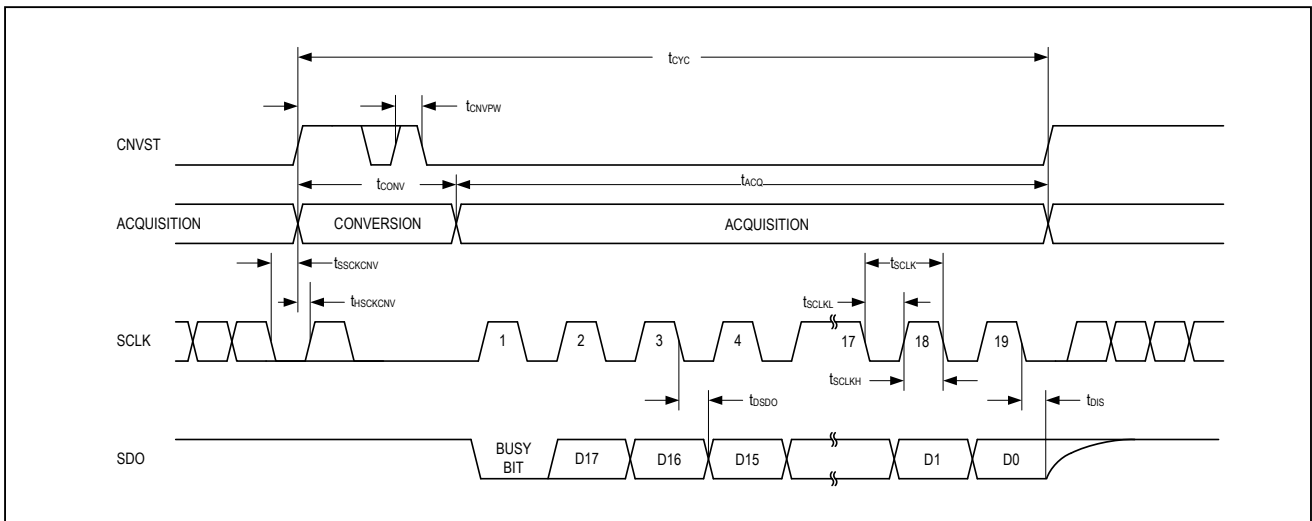 tCYC
tCNVPW
CNVST
tCONV
tACQ
ACQUISITION
CONVERSION
ACQUISITION
tSSCKCNV
tHSCKCNV
tSCLK
tSCLKL
SCLK
1
2
3
4
17
18
19
tSCLKH
tDSDO
tDIS
SDO
BUSY
BIT
D17
D16
D15
D1
D0